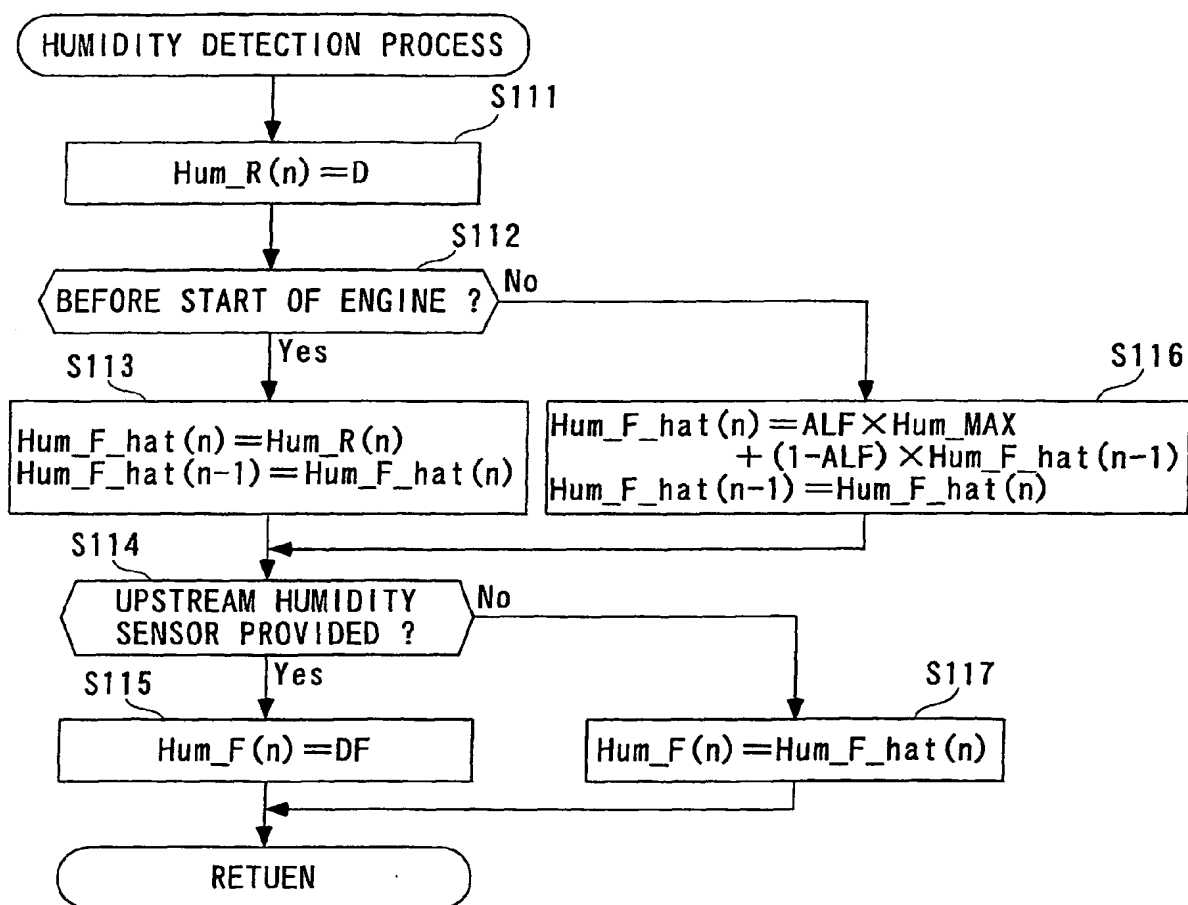 HUMIDITY DETECTION PROCESS
S111
Hum_R(n)=D
S112
BEFORE START OF ENGINE ?
No
Yes
S113
Hum_F_hat(n)=Hum_R(n)
Hum_F_hat(n-1)=Hum_F_hat(n)
S116
Hum_F_hat(n)=ALF×Hum_MAX
+(1-ALF)×Hum_F_hat(n-1)
Hum_F_hat(n-1)=Hum_F_hat(n)
S114
UPSTREAM HUMIDITY
SENSOR PROVIDED ?
No
Yes
S115
Hum_F(n)=DF
S117
Hum_F(n)=Hum_F_hat(n)
RETUEN